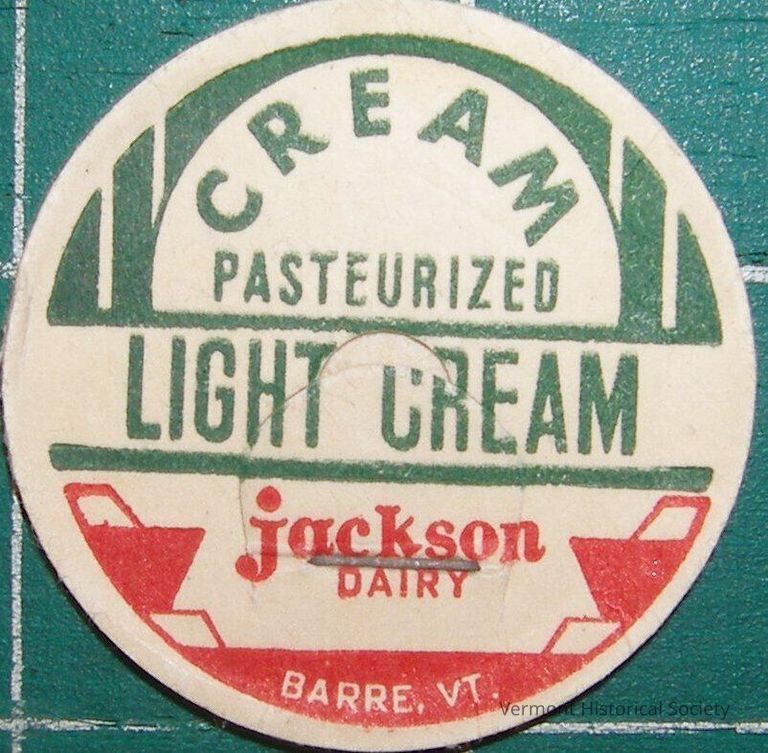 CREAM
PASTEURIZED
LIGHT CREAM
jackson
DAIRY
BARRE, VT.
Vermont Historical Society